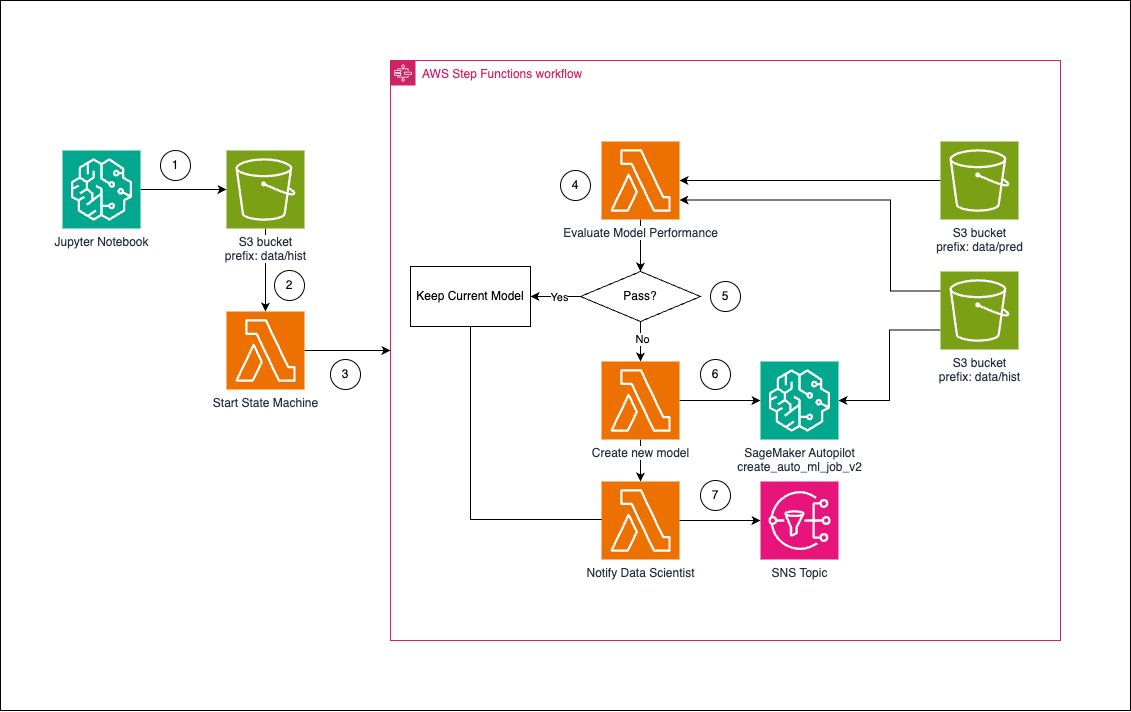 AWS Step Functions workflow
1
Jupyter Notebook
S3 bucket
prefix: data/hist
2
Start State Machine
3
4
Evaluate Model Performance
S3 bucket
prefix: data/pred
Keep Current Model
Yes
Pass?
5
No
S3 bucket
prefix: data/hist
6
Create new model
SageMaker Autopilot
create_auto_ml_job_v2
7
Notify Data Scientist
SNS Topic